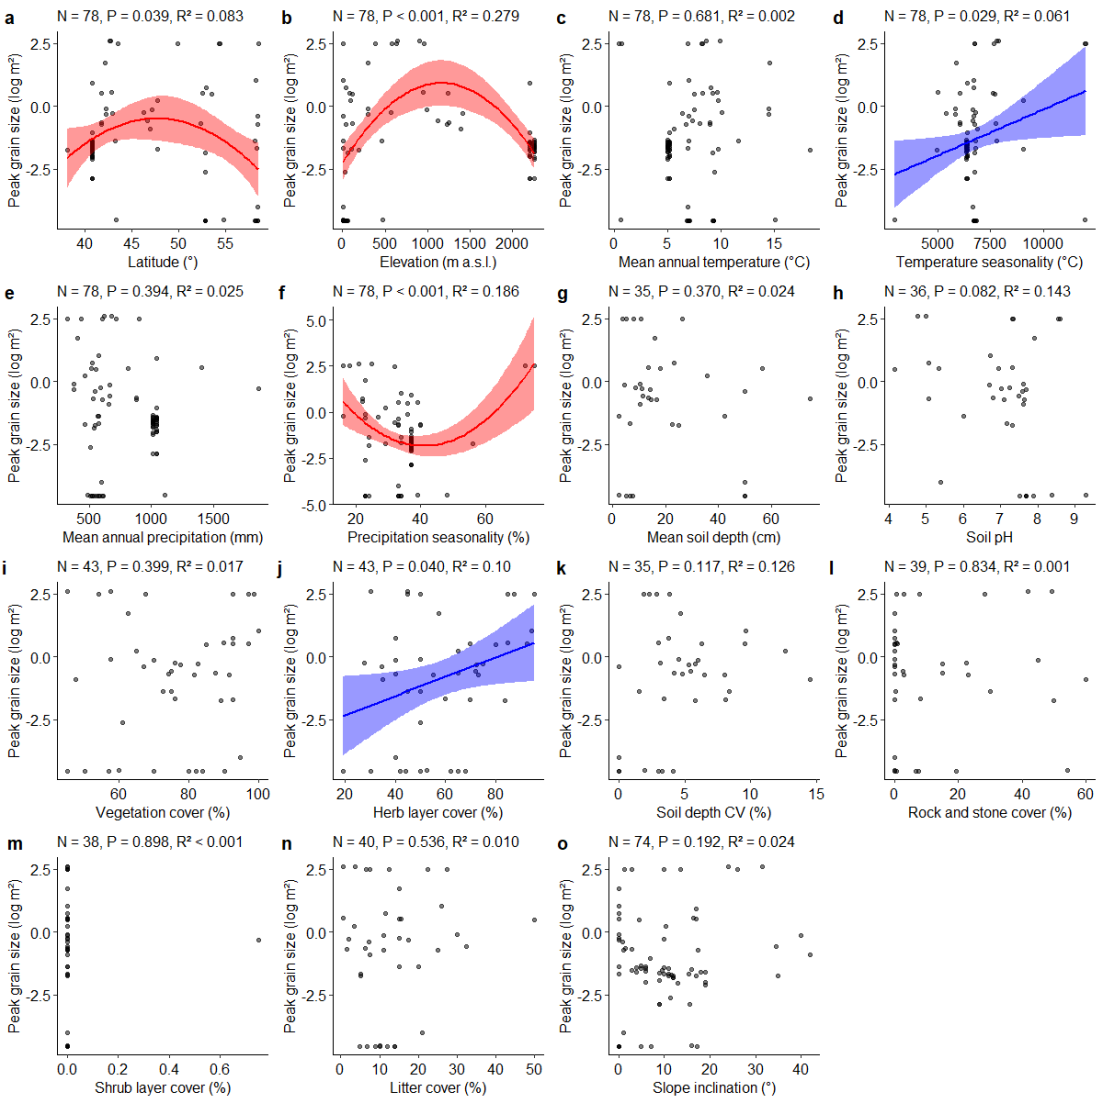 a N = 78, P = 0.039, R² = 0.083
b N = 78, P < 0.001, R² = 0.279
c N = 78, P = 0.681, R² = 0.002
d N = 78, P = 0.029, R² = 0.061
Peak grain size (log m²)
2.5
0.0
-2.5
40 45 50 55
Latitude (°)
Peak grain size (log m²)
2.5
0.0
-2.5
0 500 1000 1500 2000
Elevation (m a.s.l.)
Peak grain size (log m²)
2.5
0.0
-2.5
0 5 10 15
Mean annual temperature (°C)
Peak grain size (log m²)
2.5
0.0
-2.5
5000 7500 10000
Temperature seasonality (°C)
e N = 78, P = 0.394, R² = 0.025
f N = 78, P < 0.001, R² = 0.186
g N = 35, P = 0.370, R² = 0.024
h N = 36, P = 0.082, R² = 0.143
Peak grain size (log m²)
2.5
0.0
-2.5
500 1000 1500
Mean annual precipitation (mm)
Peak grain size (log m²)
5.0
2.5
0.0
-2.5
-5.0
20 40 60
Precipitation seasonality (%)
Peak grain size (log m²)
2.5
0.0
-2.5
0 20 40 60
Mean soil depth (cm)
Peak grain size (log m²)
2.5
0.0
-2.5
4 5 6 7 8 9
Soil pH
i N = 43, P = 0.399, R² = 0.017
j N = 43, P = 0.040, R² = 0.10
k N = 35, P = 0.117, R² = 0.126
l N = 39, P = 0.834, R² = 0.001
Peak grain size (log m²)
2.5
0.0
-2.5
60 80 100
Vegetation cover (%)
Peak grain size (log m²)
2.5
0.0
-2.5
20 40 60 80
Herb layer cover (%)
Peak grain size (log m²)
2.5
0.0
-2.5
0 5 10 15
Soil depth CV (%)
Peak grain size (log m²)
2.5
0.0
-2.5
0 20 40 60
Rock and stone cover (%)
m N = 38, P = 0.898, R² < 0.001
n N = 40, P = 0.536, R² = 0.010
o N = 74, P = 0.192, R² = 0.024
Peak grain size (log m²)
2.5
0.0
-2.5
0.0 0.2 0.4 0.6
Shrub layer cover (%)
Peak grain size (log m²)
2.5
0.0
-2.5
0 10 20 30 40 50
Litter cover (%)
Peak grain size (log m²)
2.5
0.0
-2.5
0 10 20 30 40
Slope inclination (°)